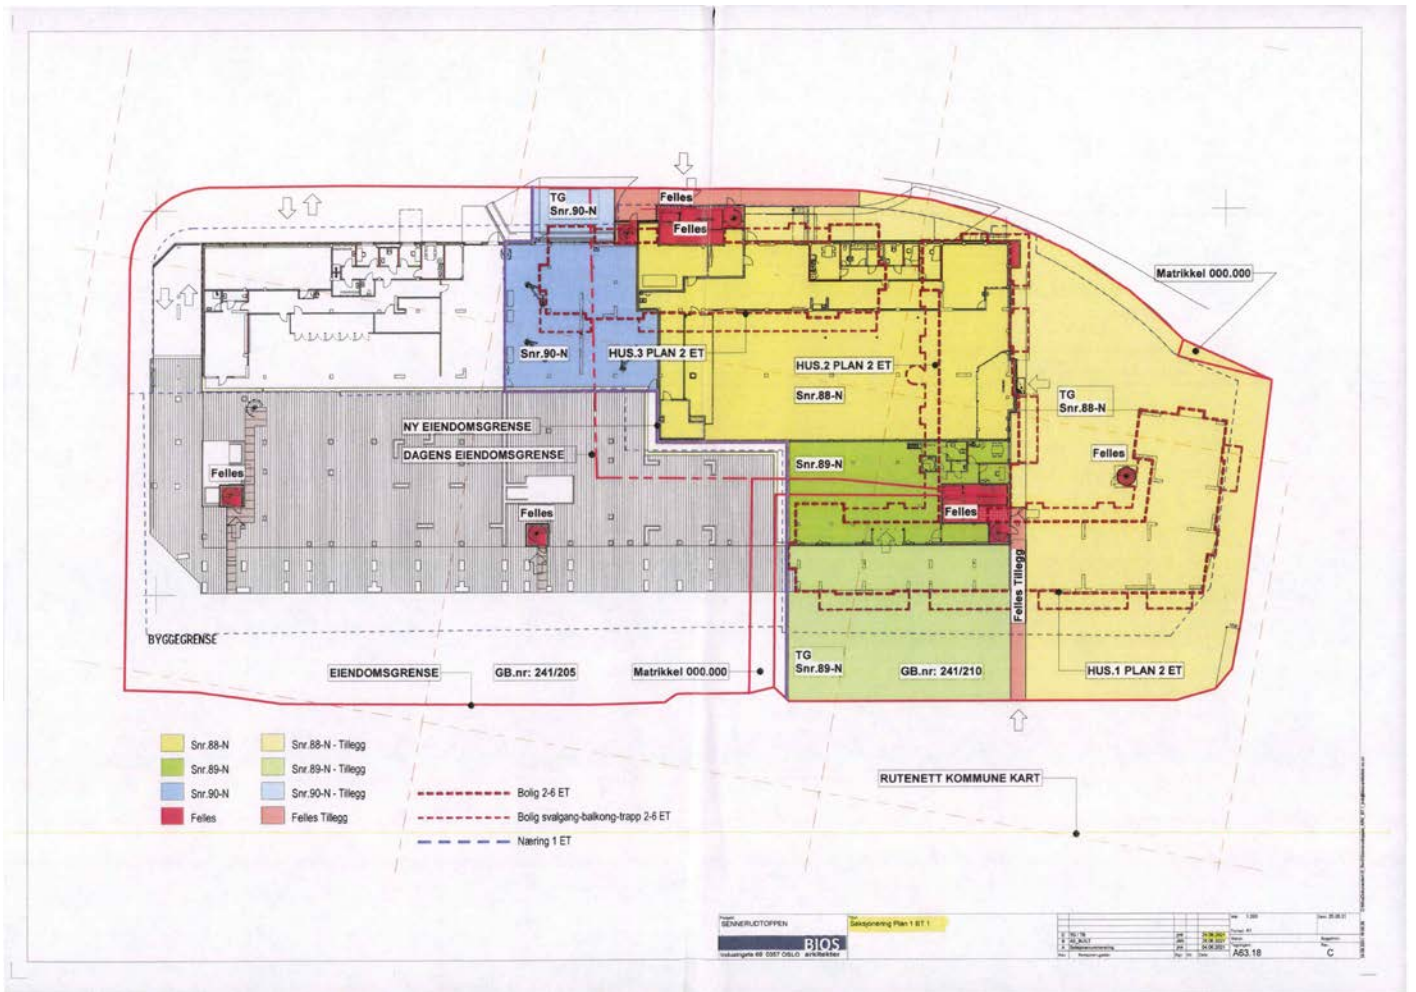 TG
Snr.90-N
Felles
Felles
Matrikkel 000.000
Snr.90-N
HUS.3 PLAN 2 ET
HUS.2 PLAN 2 ET
Snr.88-N
TG
Snr.88-N
NY EIENDOMSGRENSE
DAGENS EIENDOMSGRENSE
Snr.89-N
Felles
Felles
Felles
Felles
Felles Tillegg
BYGGEGRENSE
EIENDOMSGRENSE
GB.nr: 241/205
Matrikkel 000.000
TG
Snr.89-N
GB.nr: 241/210
HUS.1 PLAN 2 ET
Snr.88-N
Snr.88-N - Tillegg
Snr.89-N
Snr.89-N - Tillegg
Snr.90-N
Snr.90-N - Tillegg
Felles
Felles Tillegg
Bolig 2-6 ET
Bolig svalgang-balkong-trapp 2-6 ET
Næring 1 ET
RUTENETT KOMMUNE KART
SENNERUDTOPPEN
Seksjonering Plan 1 BT 1
BIOS
arkitekter
A63.18
C